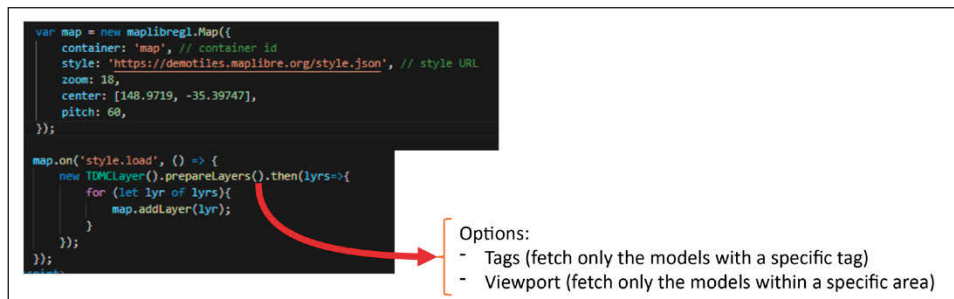 var map = new maplibregl.Map({
container: 'map', // container id
style: 'https://demotiles.maplibre.org/style.json', // style URL
zoom: 18,
center: [148.9719, -35.39747],
pitch: 60,
});
map.on('style.load', () => {
new TDMCLayer().prepareLayers().then(lyrs=>{
for (let lyr of lyrs){
map.addLayer(lyr);
}
});
});
Options:
- Tags (fetch only the models with a specific tag)
- Viewport (fetch only the models within a specific area)